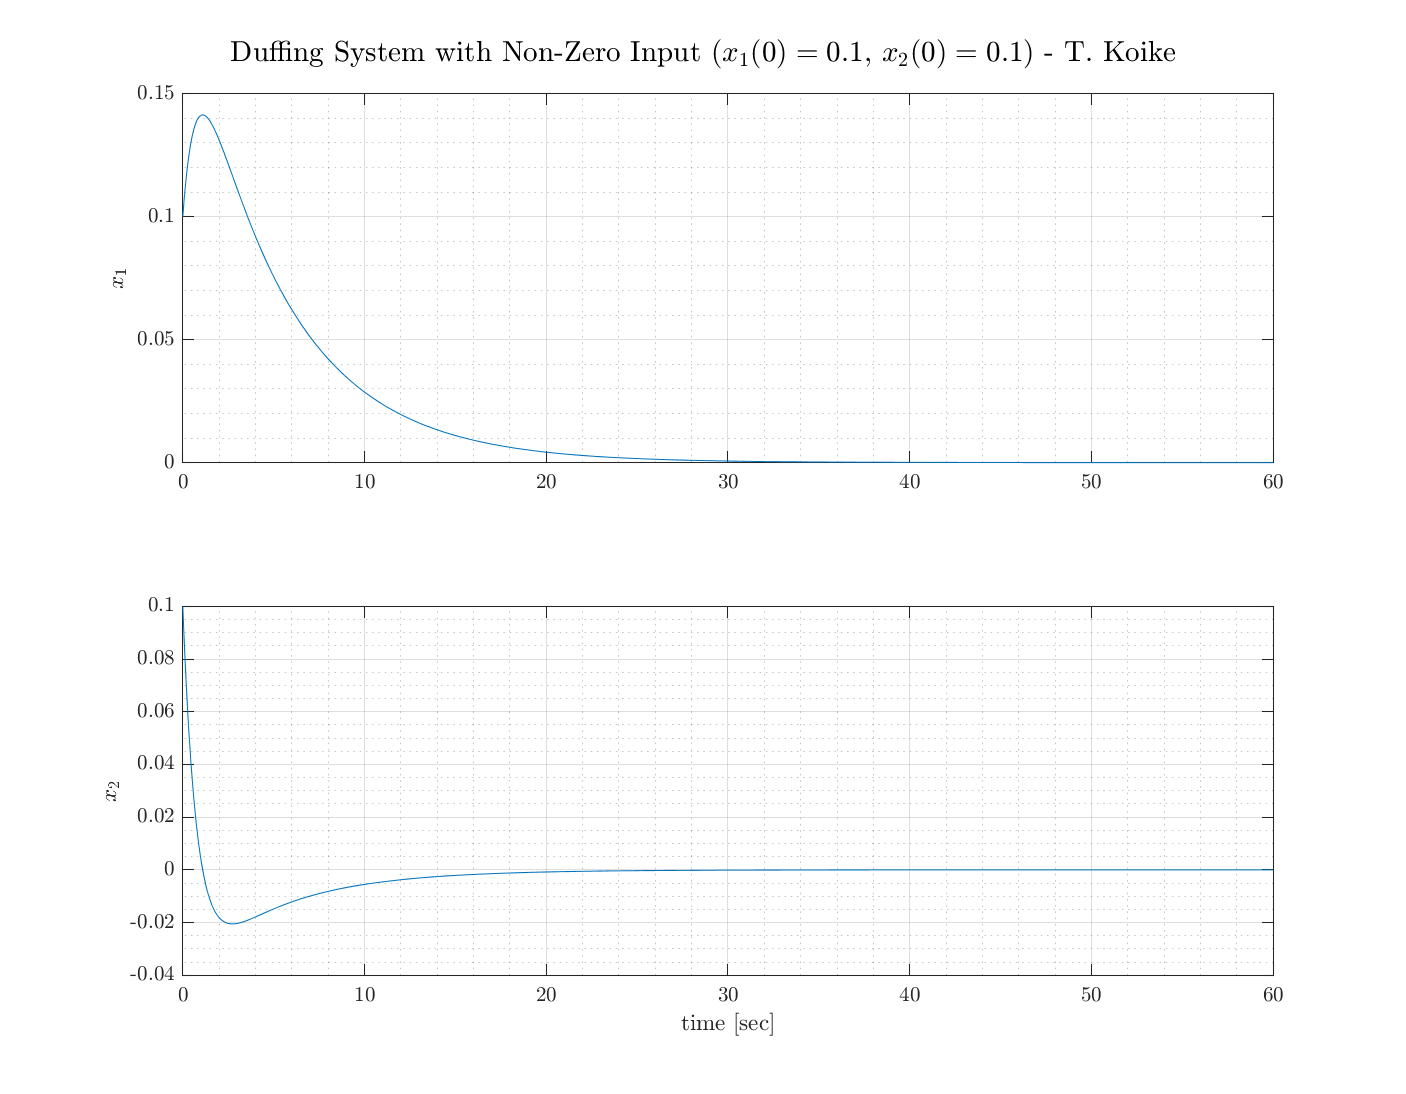 Duffing System with Non-Zero Input (x₁(0) = 0.1, x₂(0) = 0.1) - T. Koike
0.15
0.1
0.05
0
x₁
0 10 20 30 40 50 60
0.1
0.08
0.06
0.04
0.02
0
-0.02
-0.04
x₂
0 10 20 30 40 50 60
time [sec]